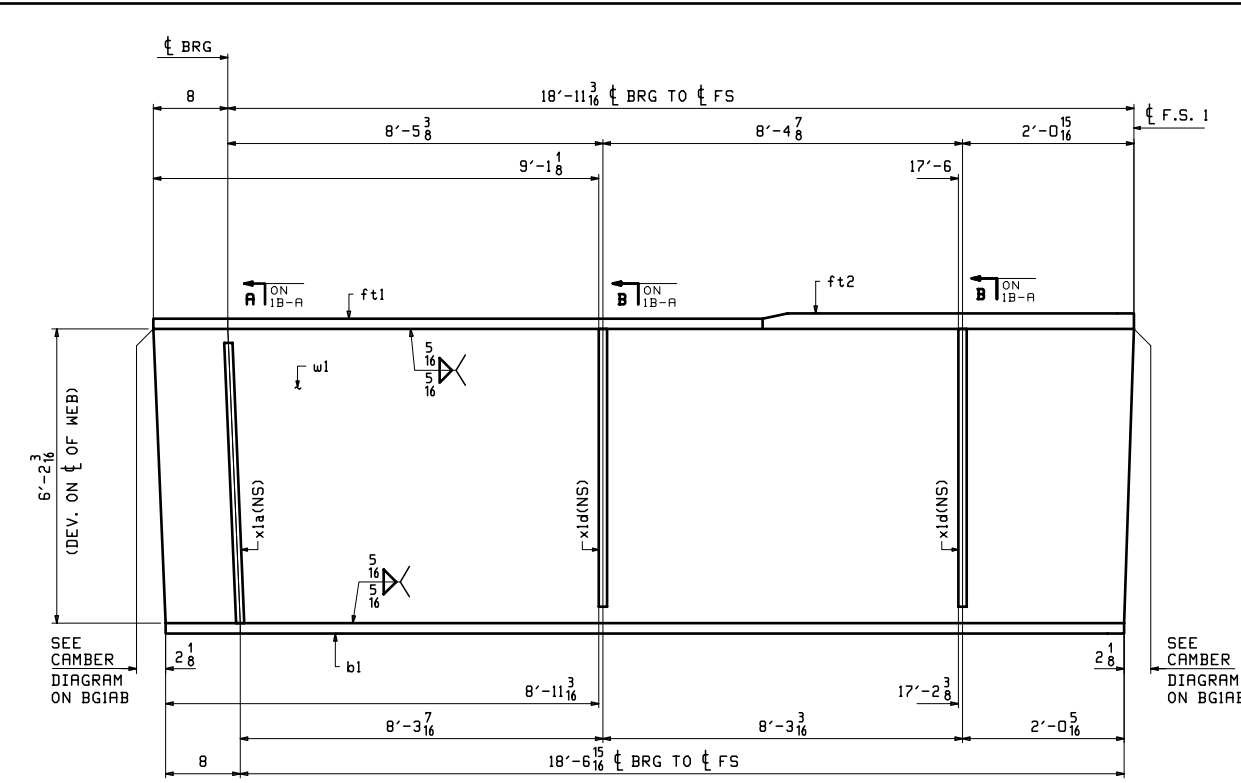 ℄ BRG
8
18'-11 3/16 ℄ BRG TO ℄ FS
℄ F.S. 1
8'-5 3/8
8'-4 7/8
2'-0 15/16
9'-1 1/8
17'-6
A ON 1B-A
ft1
B ON 1B-A
ft2
B ON 1B-A
w1
5/16
5/16
6'-2 3/16
(DEV. ON ℄ OF WEB)
x1a(NS)
x1d(NS)
x1d(NS)
5/16
5/16
SEE
CAMBER
DIAGRAM
ON BG1AB
2 1/8
b1
2 1/8
SEE
CAMBER
DIAGRAM
ON BG1AB
8'-11 3/16
17'-2 3/8
8'-3 7/16
8'-3 3/16
2'-0 5/16
8
18'-6 15/16 ℄ BRG TO ℄ FS